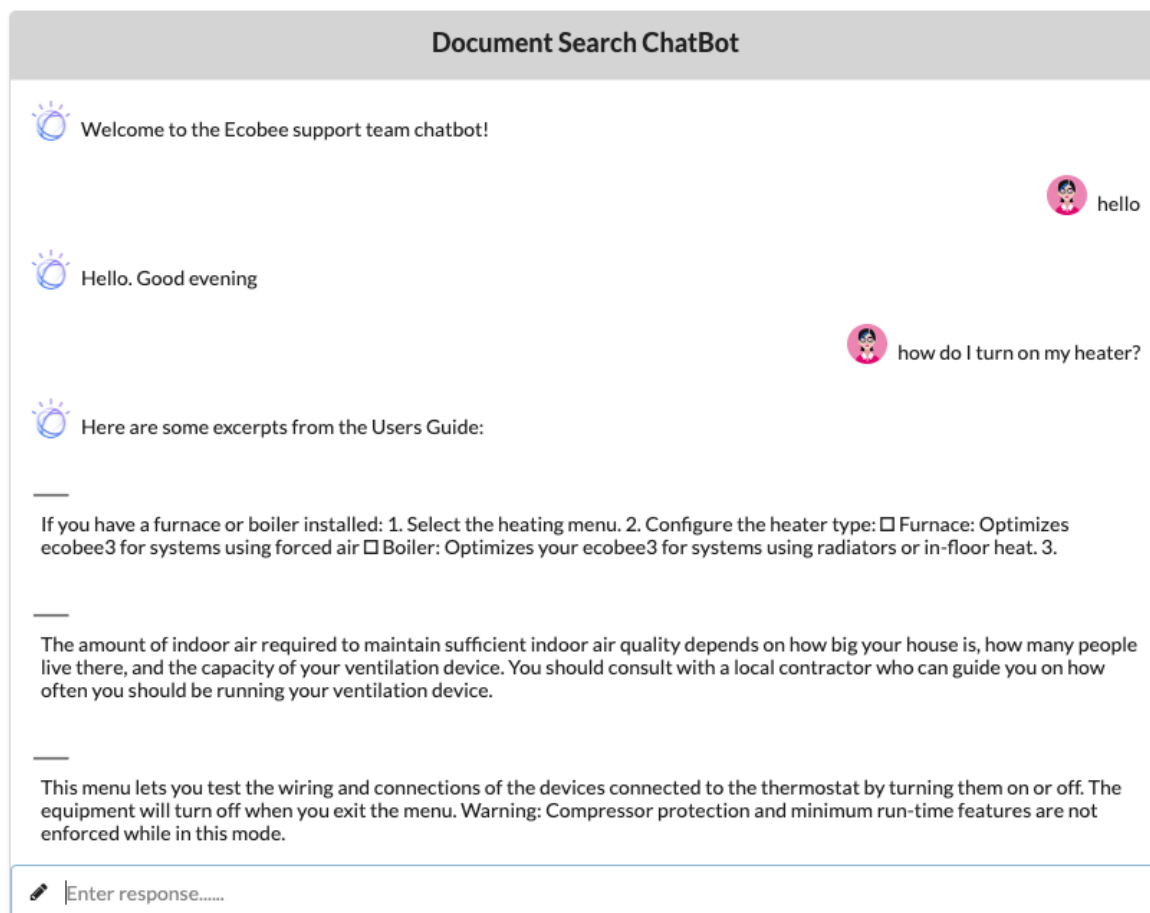 Document Search ChatBot
Welcome to the Ecobee support team chatbot!
hello
Hello. Good evening
how do I turn on my heater?
Here are some excerpts from the Users Guide:
If you have a furnace or boiler installed: 1. Select the heating menu. 2. Configure the heater type: ☐ Furnace: Optimizes
ecobee3 for systems using forced air ☐ Boiler: Optimizes your ecobee3 for systems using radiators or in-floor heat. 3.
The amount of indoor air required to maintain sufficient indoor air quality depends on how big your house is, how many people
live there, and the capacity of your ventilation device. You should consult with a local contractor who can guide you on how
often you should be running your ventilation device.
This menu lets you test the wiring and connections of the devices connected to the thermostat by turning them on or off. The
equipment will turn off when you exit the menu. Warning: Compressor protection and minimum run-time features are not
enforced while in this mode.
Enter response......